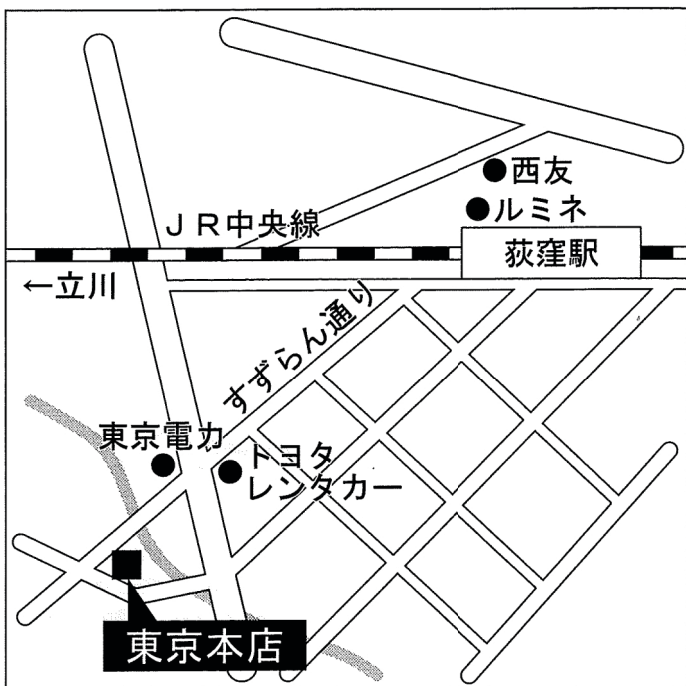 西友
ルミネ
JR中央線
荻窪駅
←立川
すずらん通り
東京電力
トヨタ
レンタカー
東京本店